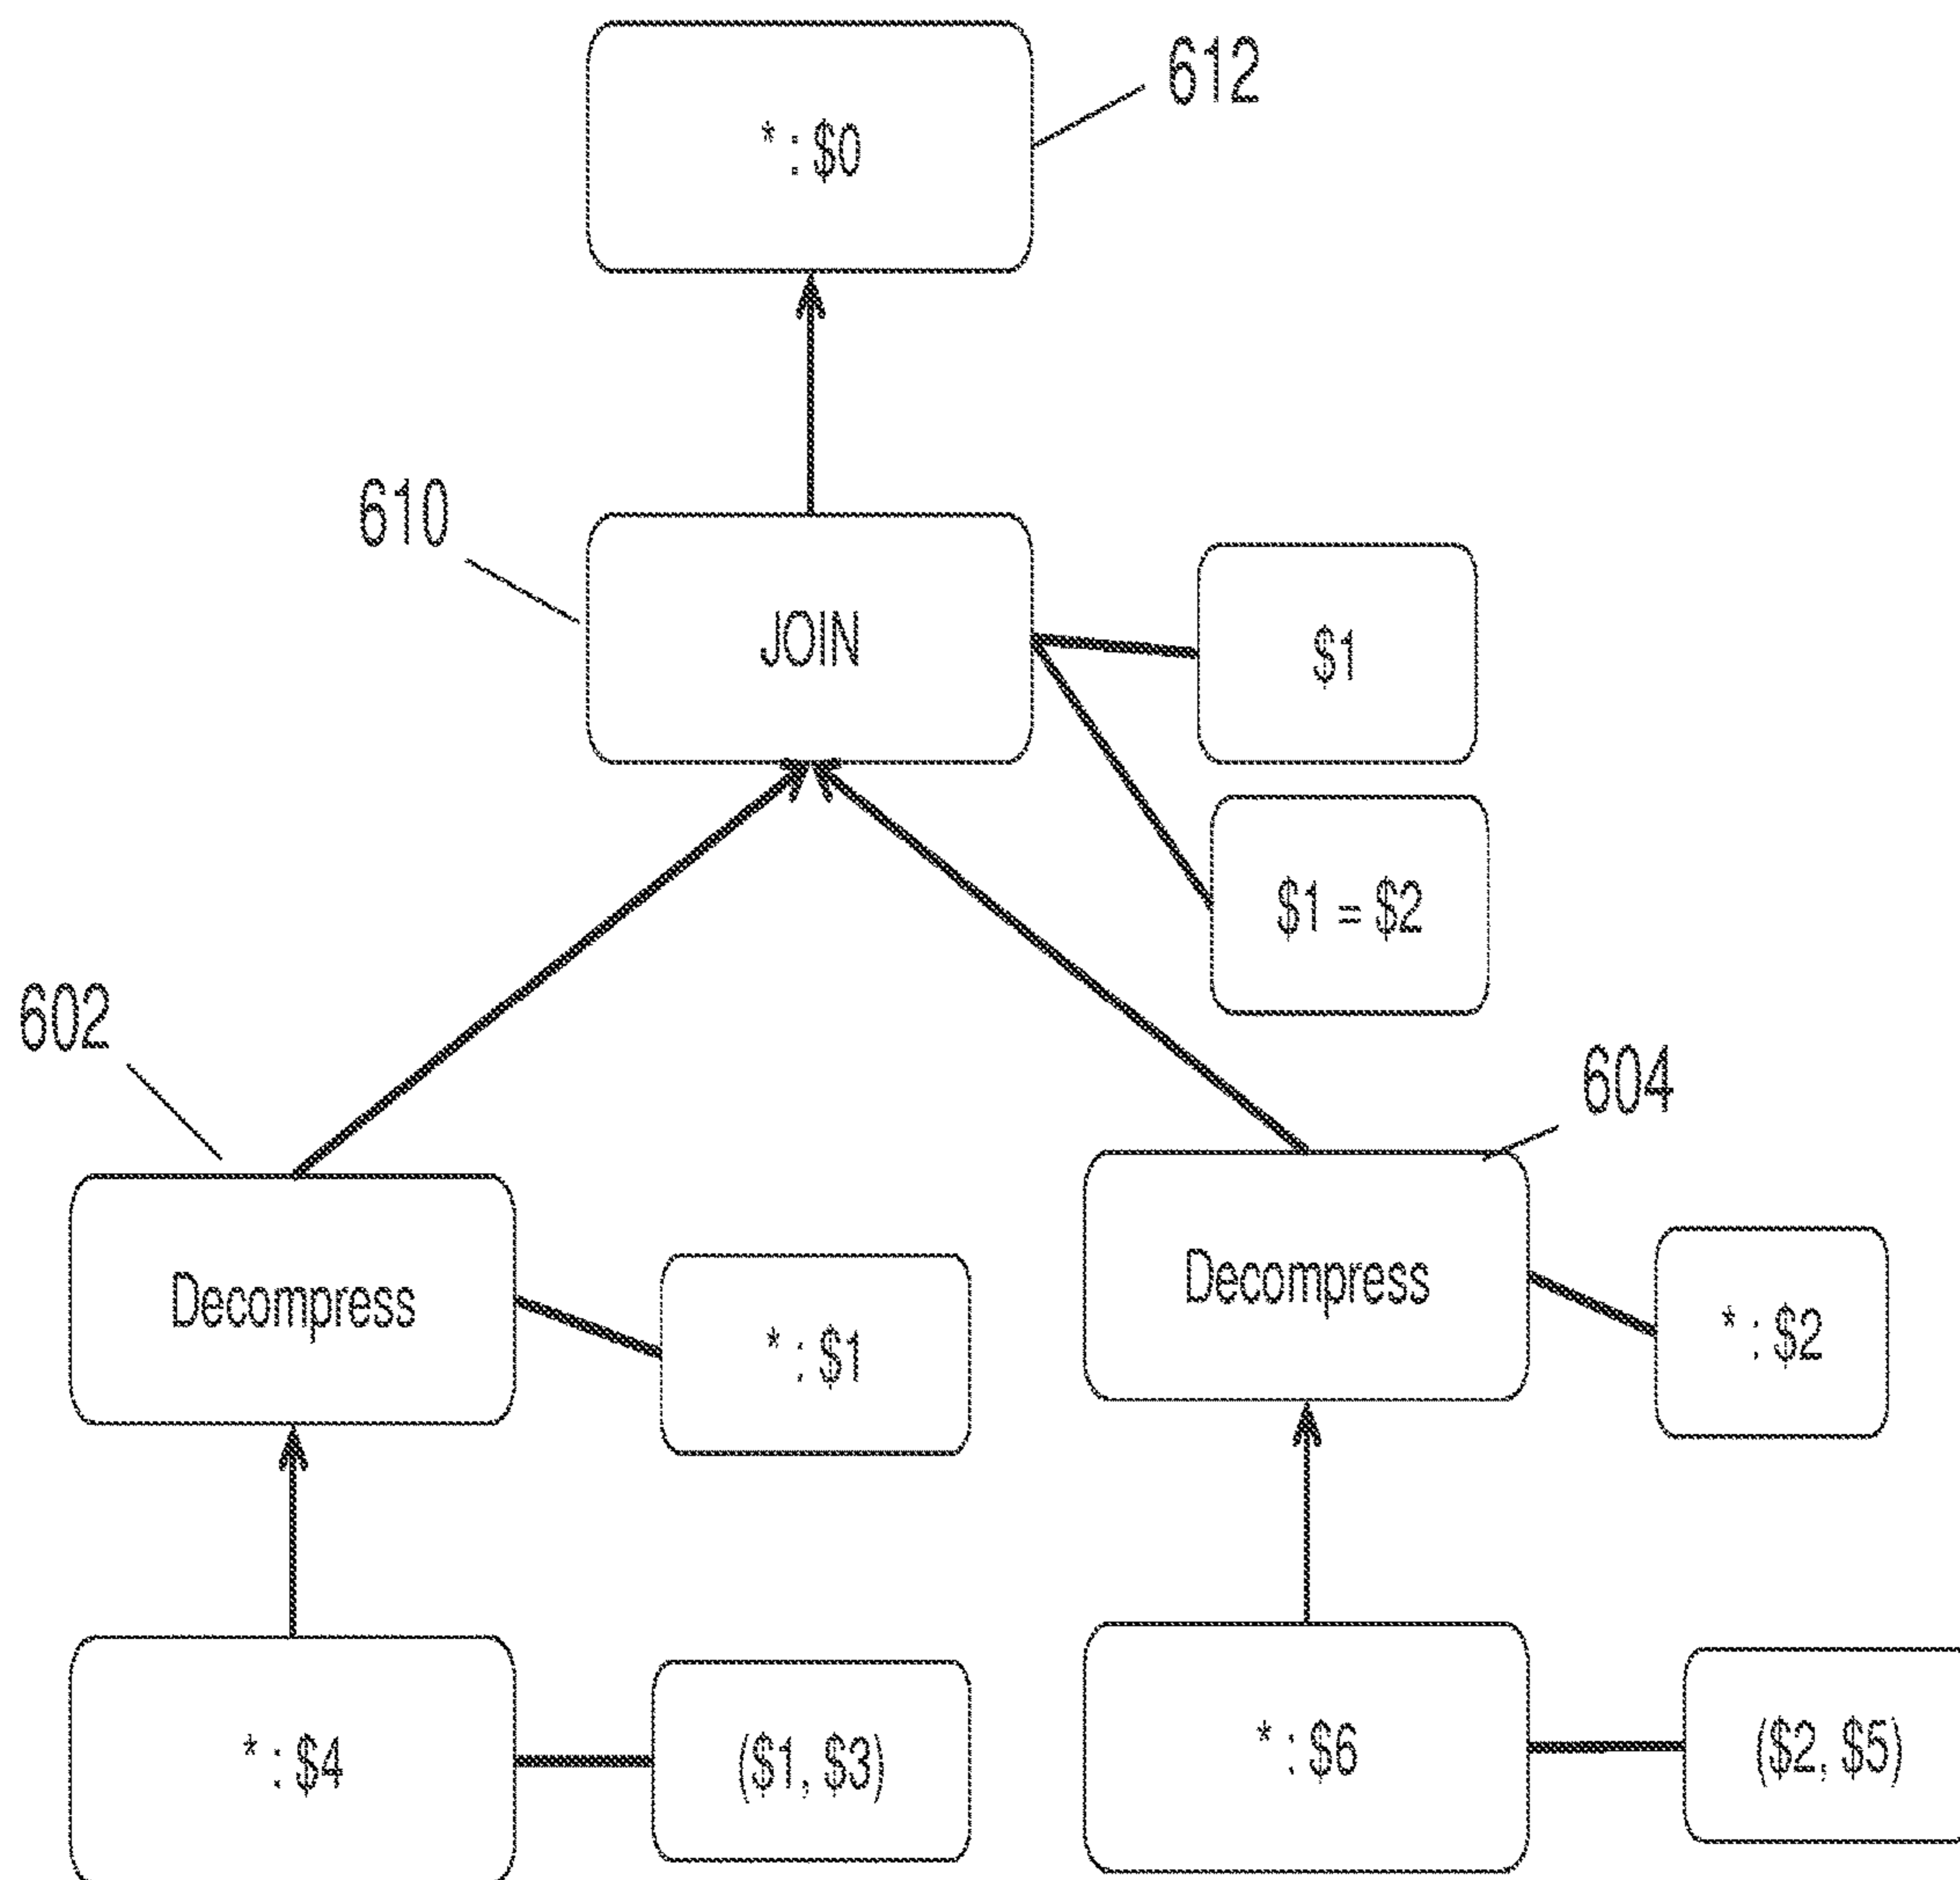 612
* : $0
610
JOIN
$1
$1 = $2
602
604
Decompress
* : $1
Decompress
* : $2
* : $4
($1, $3)
* : $6
($2, $5)